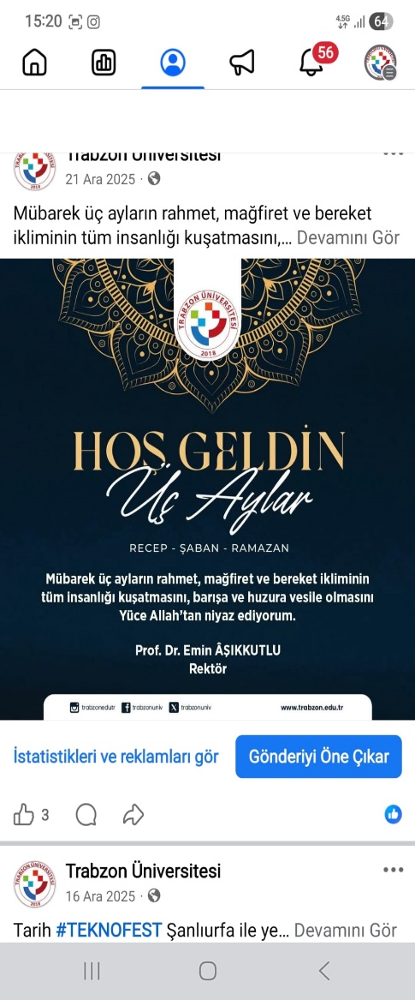 15:20
4.5G
64
56
Trabzon Üniversitesi
21 Ara 2025 ·
Mübarek üç ayların rahmet, mağfiret ve bereket
ikliminin tüm insanlığı kuşatmasını,... Devamını Gör
TRABZON ÜNİVERSİTESİ
2018
HOŞ GELDİN
Üç Aylar
RECEP - ŞABAN - RAMAZAN
Mübarek üç ayların rahmet, mağfiret ve bereket ikliminin
tüm insanlığı kuşatmasını, barışa ve huzura vesile olmasını
Yüce Allah'tan niyaz ediyorum.
Prof. Dr. Emin ÂŞIKKUTLU
Rektör
trabzonedutr trabzonuniv trabzonuniv www.trabzon.edu.tr
İstatistikleri ve reklamları gör Gönderiyi Öne Çıkar
3
Trabzon Üniversitesi
16 Ara 2025 ·
Tarih #TEKNOFEST Şanlıurfa ile ye... Devamını Gör